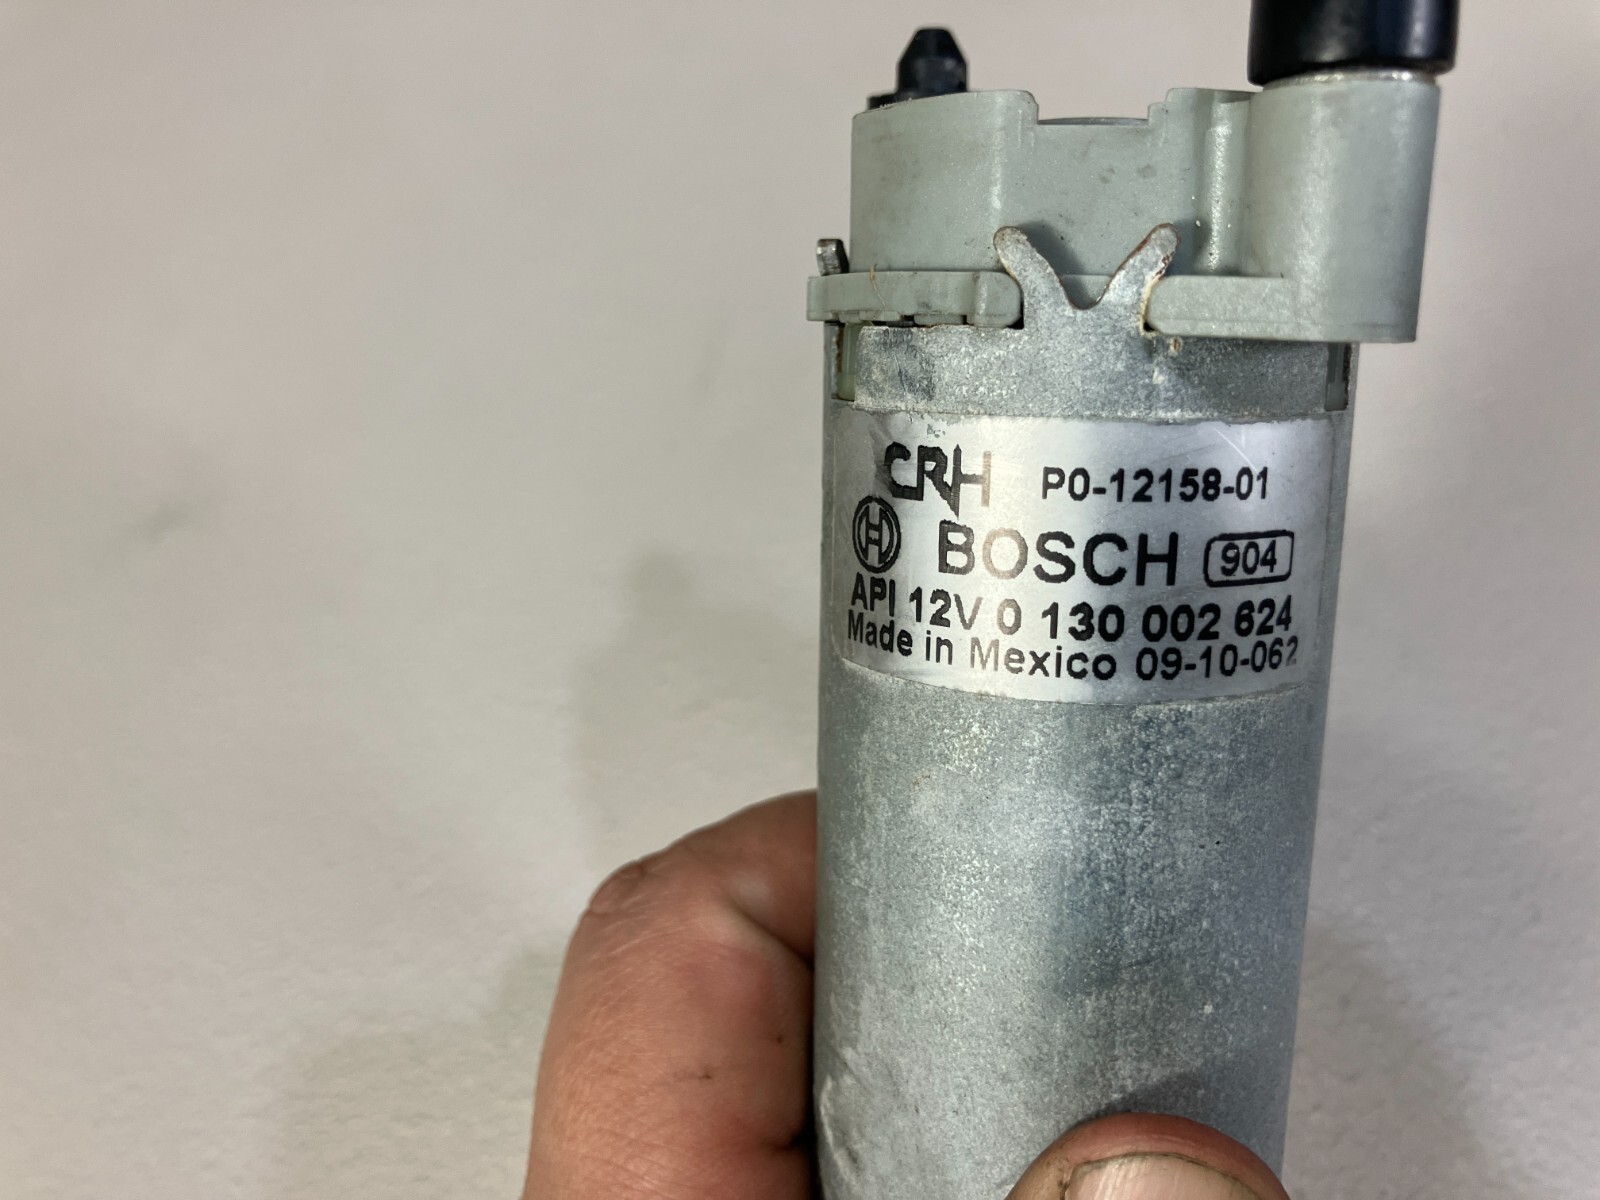 CRH P0-12158-01
BOSCH 904
API 12V 0 130 002 624
Made in Mexico 09-10-062